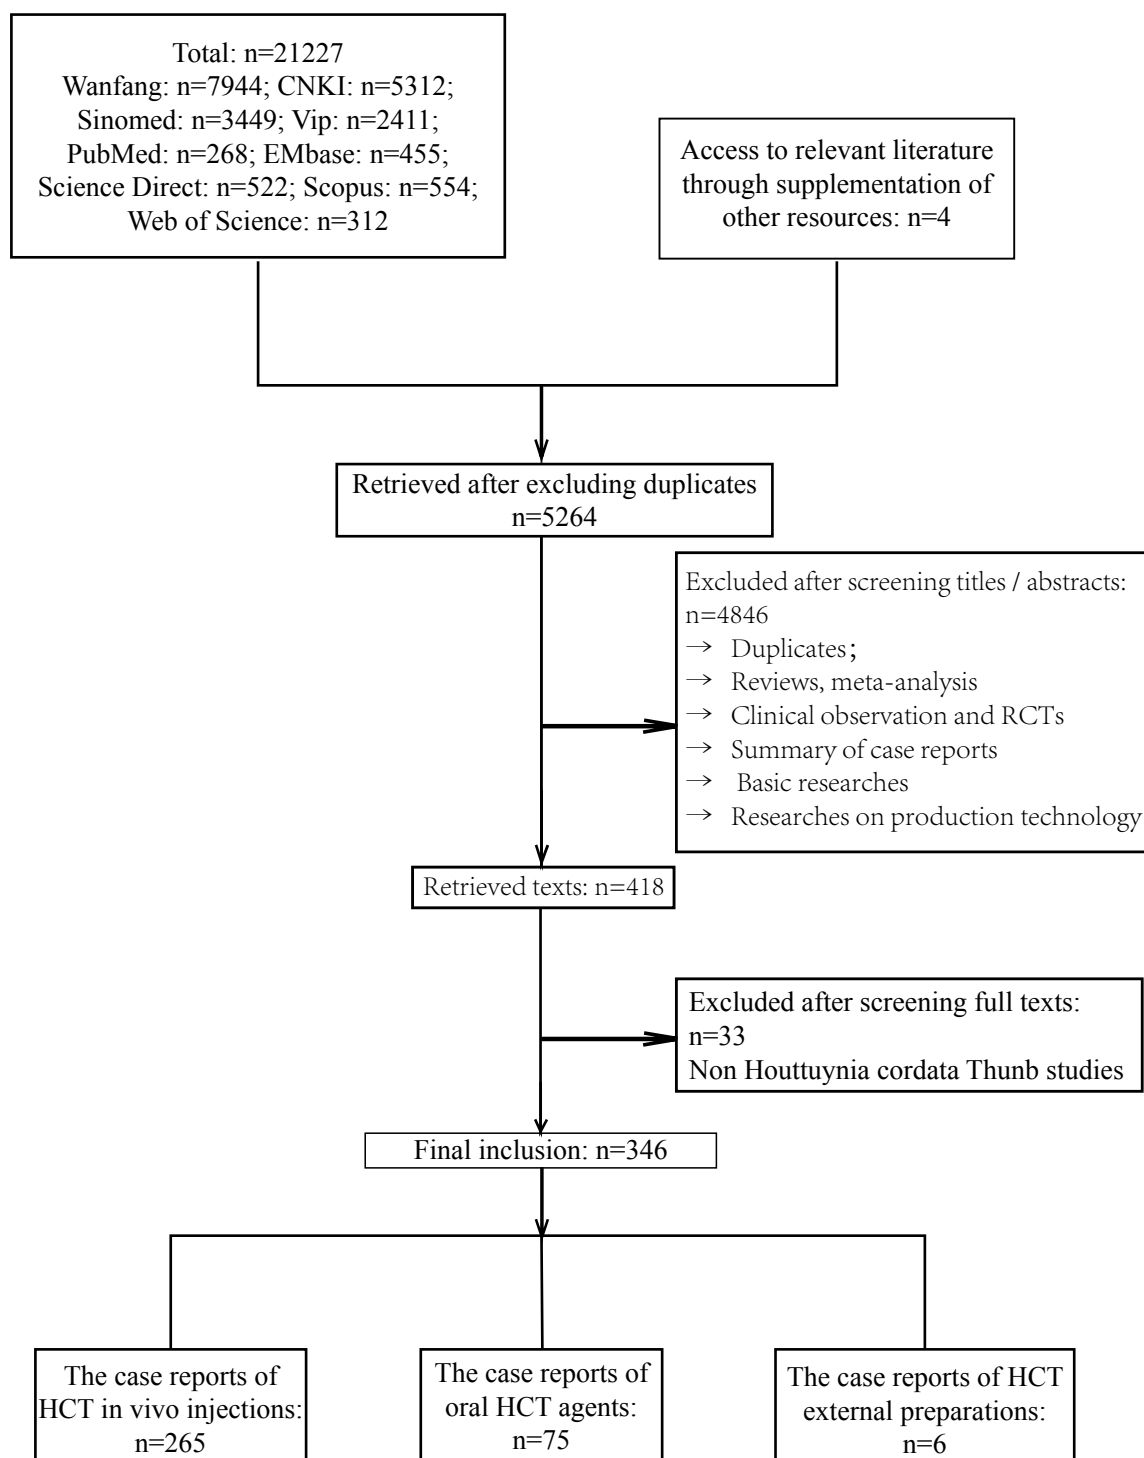 Total: n=21227
Wanfang: n=7944; CNKI: n=5312;
Sinomed: n=3449; Vip: n=2411;
PubMed: n=268; EMbase: n=455;
Science Direct: n=522; Scopus: n=554;
Web of Science: n=312
Access to relevant literature
through supplementation of
other resources: n=4
Retrieved after excluding duplicates
n=5264
Excluded after screening titles / abstracts:
n=4846
→ Duplicates;
→ Reviews, meta-analysis
→ Clinical observation and RCTs
→ Summary of case reports
→ Basic researches
→ Researches on production technology
Retrieved texts: n=418
Excluded after screening full texts:
n=33
Non Houttuynia cordata Thunb studies
Final inclusion: n=346
The case reports of
HCT in vivo injections:
n=265
The case reports of
oral HCT agents:
n=75
The case reports of HCT
external preparations:
n=6